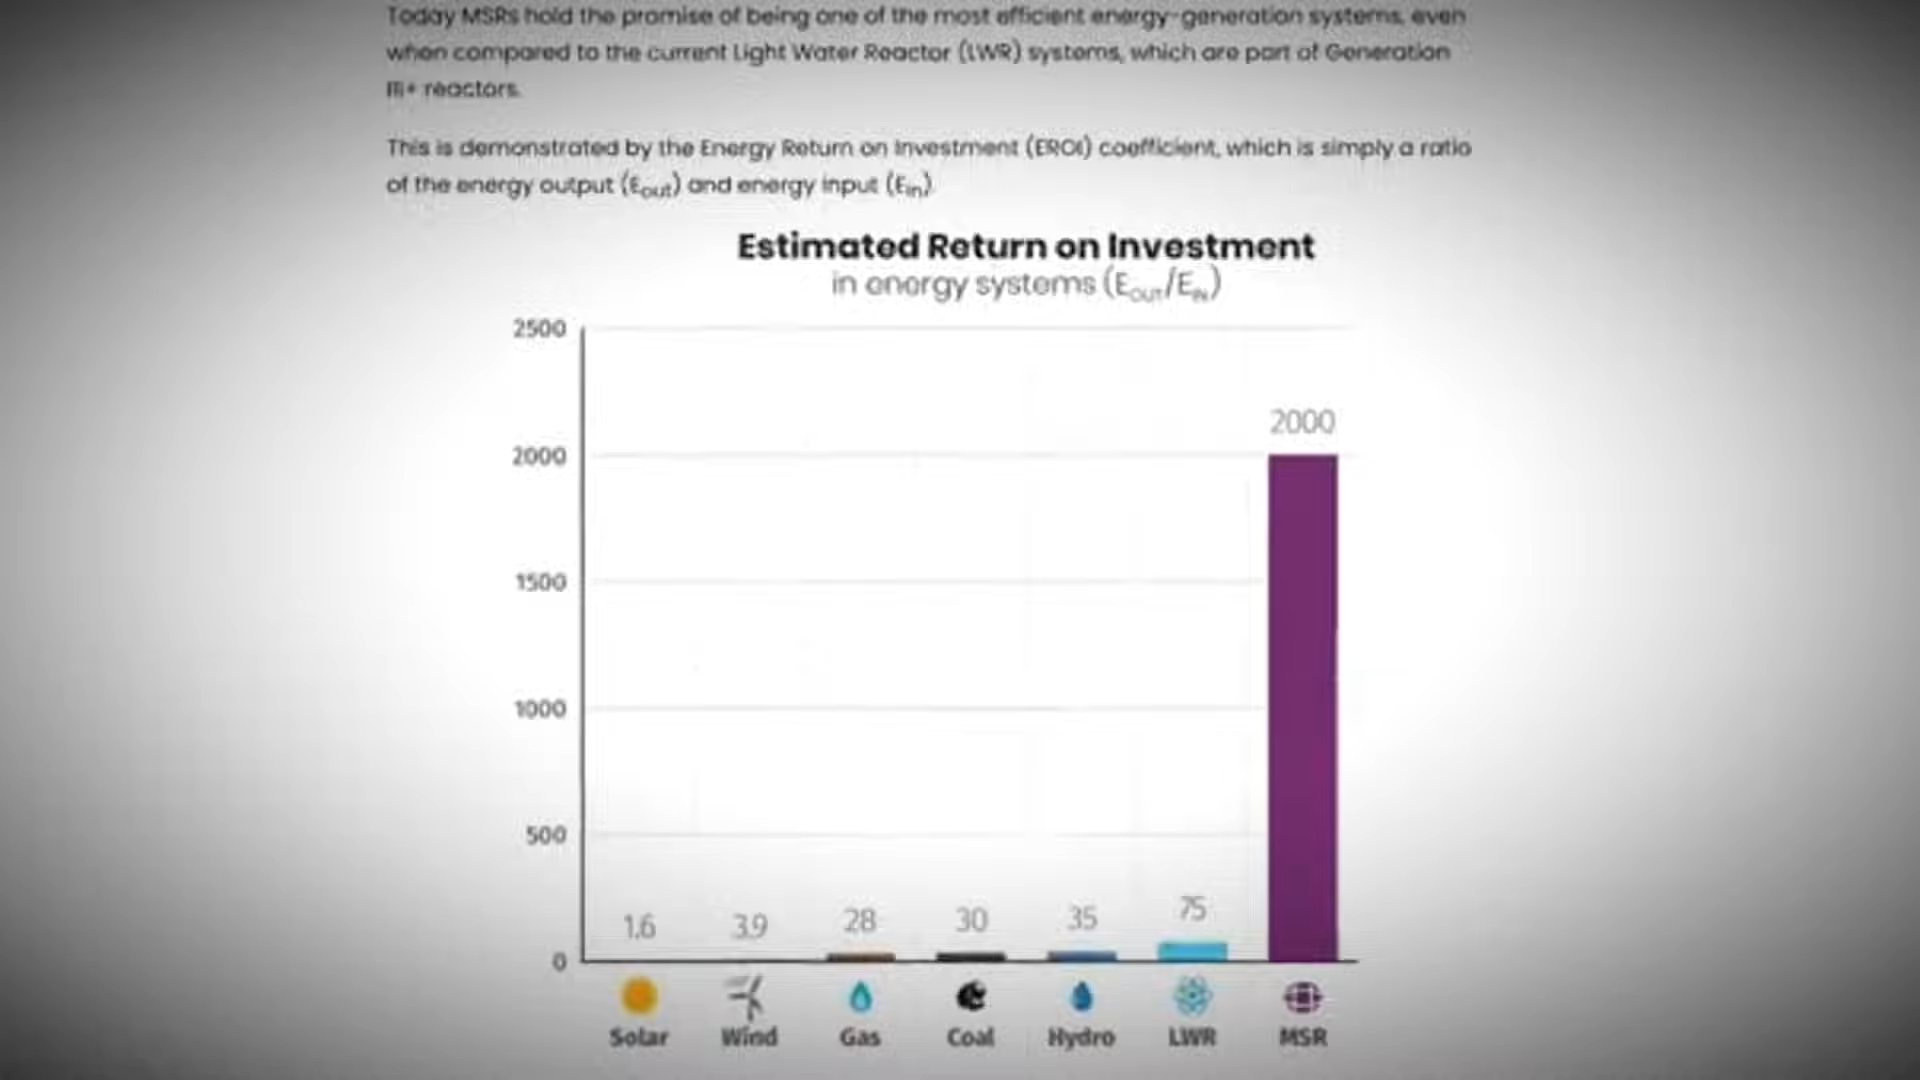 Today MSRs hold the promise of being one of the most efficient energy-generation systems, even
when compared to the current Light Water Reactor (LWR) systems, which are part of Generation
III+ reactors.
This is demonstrated by the Energy Return on Investment (EROI) coefficient, which is simply a ratio
of the energy output (Eout) and energy input (Ein)
Estimated Return on Investment
in energy systems (EOUT/EIN)
2500
2000
2000
1500
1000
500
1.6 3.9 28 30 35 75
0
Solar Wind Gas Coal Hydro LWR MSR